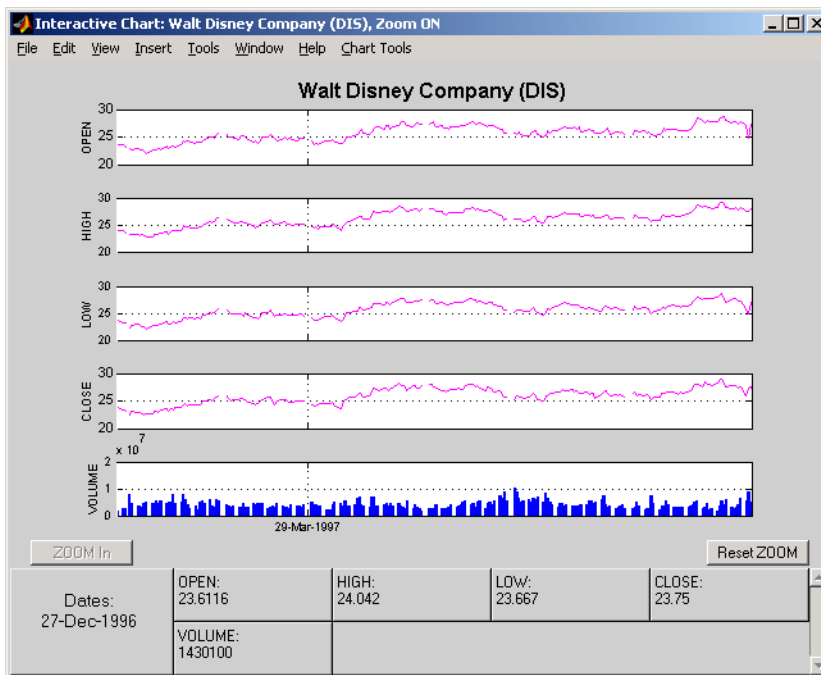 Interactive Chart: Walt Disney Company (DIS), Zoom ON
File Edit View Insert Tools Window Help Chart Tools
Walt Disney Company (DIS)
30
25
20
OPEN
30
25
20
HIGH
30
25
20
LOW
30
25
20
CLOSE
x 10^7
2
1
0
VOLUME
29-Mar-1997
ZOOM In
Reset ZOOM
Dates:
27-Dec-1996
OPEN:
23.6116
HIGH:
24.042
LOW:
23.667
CLOSE:
23.75
VOLUME:
1430100